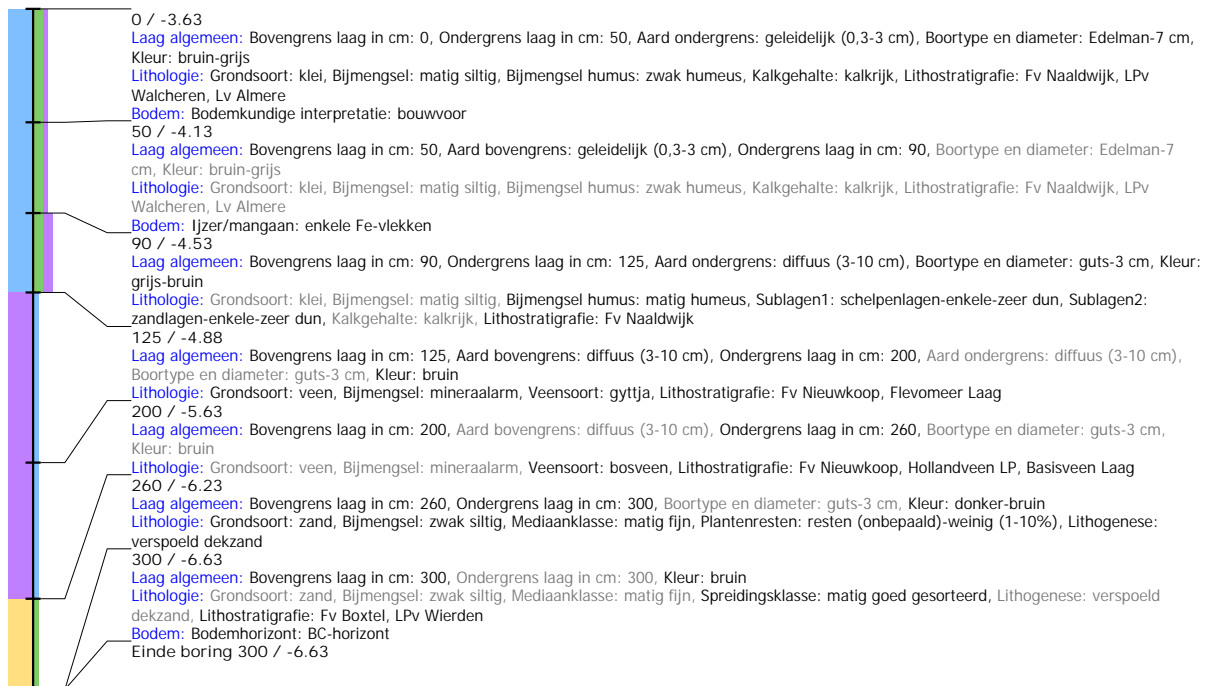 0 / -3.63
Laag algemeen: Bovengrens laag in cm: 0, Ondergrens laag in cm: 50, Aard ondergrens: geleidelijk (0,3-3 cm), Boortype en diameter: Edelman-7 cm,
Kleur: bruin-grijs
Lithologie: Grondsoort: klei, Bijmengsel: matig siltig, Bijmengsel humus: zwak humeus, Kalkgehalte: kalkrijk, Lithostratigrafie: Fv Naaldwijk, LPv
Walcheren, Lv Almere
Bodem: Bodemkundige interpretatie: bouwvoor
50 / -4.13
Laag algemeen: Bovengrens laag in cm: 50, Aard bovengrens: geleidelijk (0,3-3 cm), Ondergrens laag in cm: 90, Boortype en diameter: Edelman-7
cm, Kleur: bruin-grijs
Lithologie: Grondsoort: klei, Bijmengsel: matig siltig, Bijmengsel humus: zwak humeus, Kalkgehalte: kalkrijk, Lithostratigrafie: Fv Naaldwijk, LPv
Walcheren, Lv Almere
Bodem: Ijzer/mangaan: enkele Fe-vlekken
90 / -4.53
Laag algemeen: Bovengrens laag in cm: 90, Ondergrens laag in cm: 125, Aard ondergrens: diffuus (3-10 cm), Boortype en diameter: guts-3 cm, Kleur:
grijs-bruin
Lithologie: Grondsoort: klei, Bijmengsel: matig siltig, Bijmengsel humus: matig humeus, Sublagen1: schelpenlagen-enkele-zeer dun, Sublagen2:
zandlagen-enkele-zeer dun, Kalkgehalte: kalkrijk, Lithostratigrafie: Fv Naaldwijk
125 / -4.88
Laag algemeen: Bovengrens laag in cm: 125, Aard bovengrens: diffuus (3-10 cm), Ondergrens laag in cm: 200, Aard ondergrens: diffuus (3-10 cm),
Boortype en diameter: guts-3 cm, Kleur: bruin
Lithologie: Grondsoort: veen, Bijmengsel: mineraalarm, Veensoort: gyttja, Lithostratigrafie: Fv Nieuwkoop, Flevomeer Laag
200 / -5.63
Laag algemeen: Bovengrens laag in cm: 200, Aard bovengrens: diffuus (3-10 cm), Ondergrens laag in cm: 260, Boortype en diameter: guts-3 cm,
Kleur: bruin
Lithologie: Grondsoort: veen, Bijmengsel: mineraalarm, Veensoort: bosveen, Lithostratigrafie: Fv Nieuwkoop, Hollandveen LP, Basisveen Laag
260 / -6.23
Laag algemeen: Bovengrens laag in cm: 260, Ondergrens laag in cm: 300, Boortype en diameter: guts-3 cm, Kleur: donker-bruin
Lithologie: Grondsoort: zand, Bijmengsel: zwak siltig, Mediaanklasse: matig fijn, Plantenresten: resten (onbepaald)-weinig (1-10%), Lithogenese:
verspoeld dekzand
300 / -6.63
Laag algemeen: Bovengrens laag in cm: 300, Ondergrens laag in cm: 300, Kleur: bruin
Lithologie: Grondsoort: zand, Bijmengsel: zwak siltig, Mediaanklasse: matig fijn, Spreidingsklasse: matig goed gesorteerd, Lithogenese: verspoeld
dekzand, Lithostratigrafie: Fv Boxtel, LPv Wierden
Bodem: Bodemhorizont: BC-horizont
Einde boring 300 / -6.63